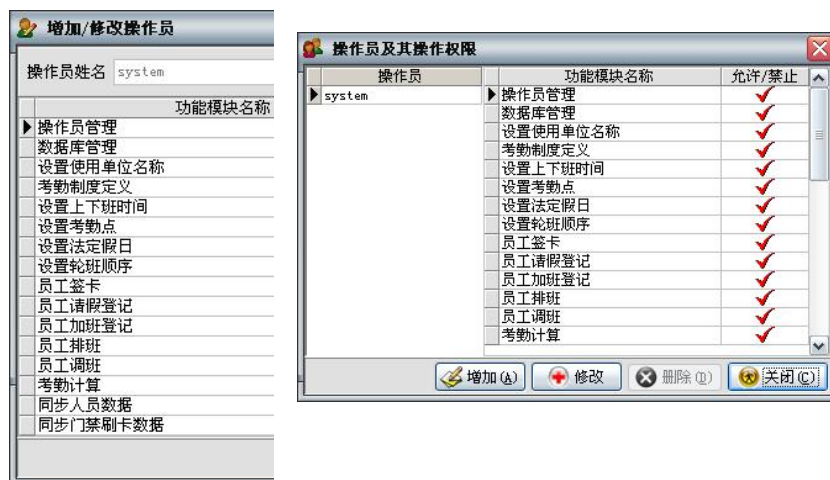 增加/修改操作员
操作员姓名 system
功能模块名称
操作员管理
数据库管理
设置使用单位名称
考勤制度定义
设置上下班时间
设置考勤点
设置法定假日
设置轮班顺序
员工签卡
员工请假登记
员工加班登记
员工排班
员工调班
考勤计算
同步人员数据
同步门禁刷卡数据
操作员及其操作权限
操作员 功能模块名称 允许/禁止
system 操作员管理
数据库管理
设置使用单位名称
考勤制度定义
设置上下班时间
设置考勤点
设置法定假日
设置轮班顺序
员工签卡
员工请假登记
员工加班登记
员工排班
员工调班
考勤计算
增加(A) 修改 删除(D) 关闭(C)